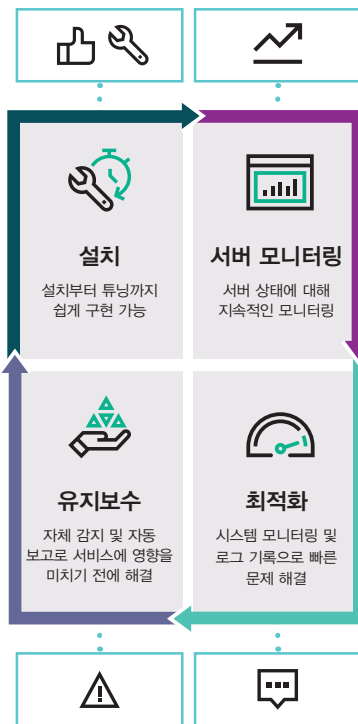 설치
설치부터 튜닝까지
쉽게 구현 가능
서버 모니터링
서버 상태에 대해
지속적인 모니터링
유지보수
자체 감지 및 자동
보고로 서비스에 영향을
미치기 전에 해결
최적화
시스템 모니터링 및
로그 기록으로 빠른
문제 해결